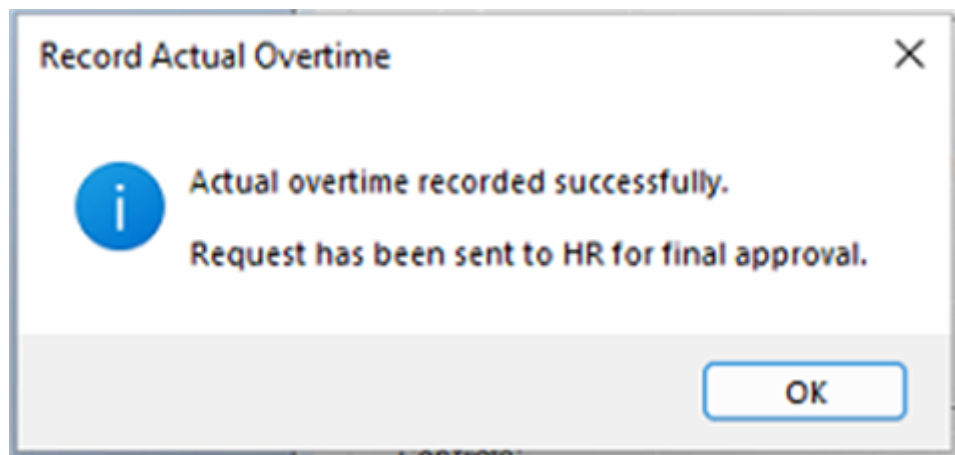 Record Actual Overtime
Actual overtime recorded successfully.
Request has been sent to HR for final approval.
OK